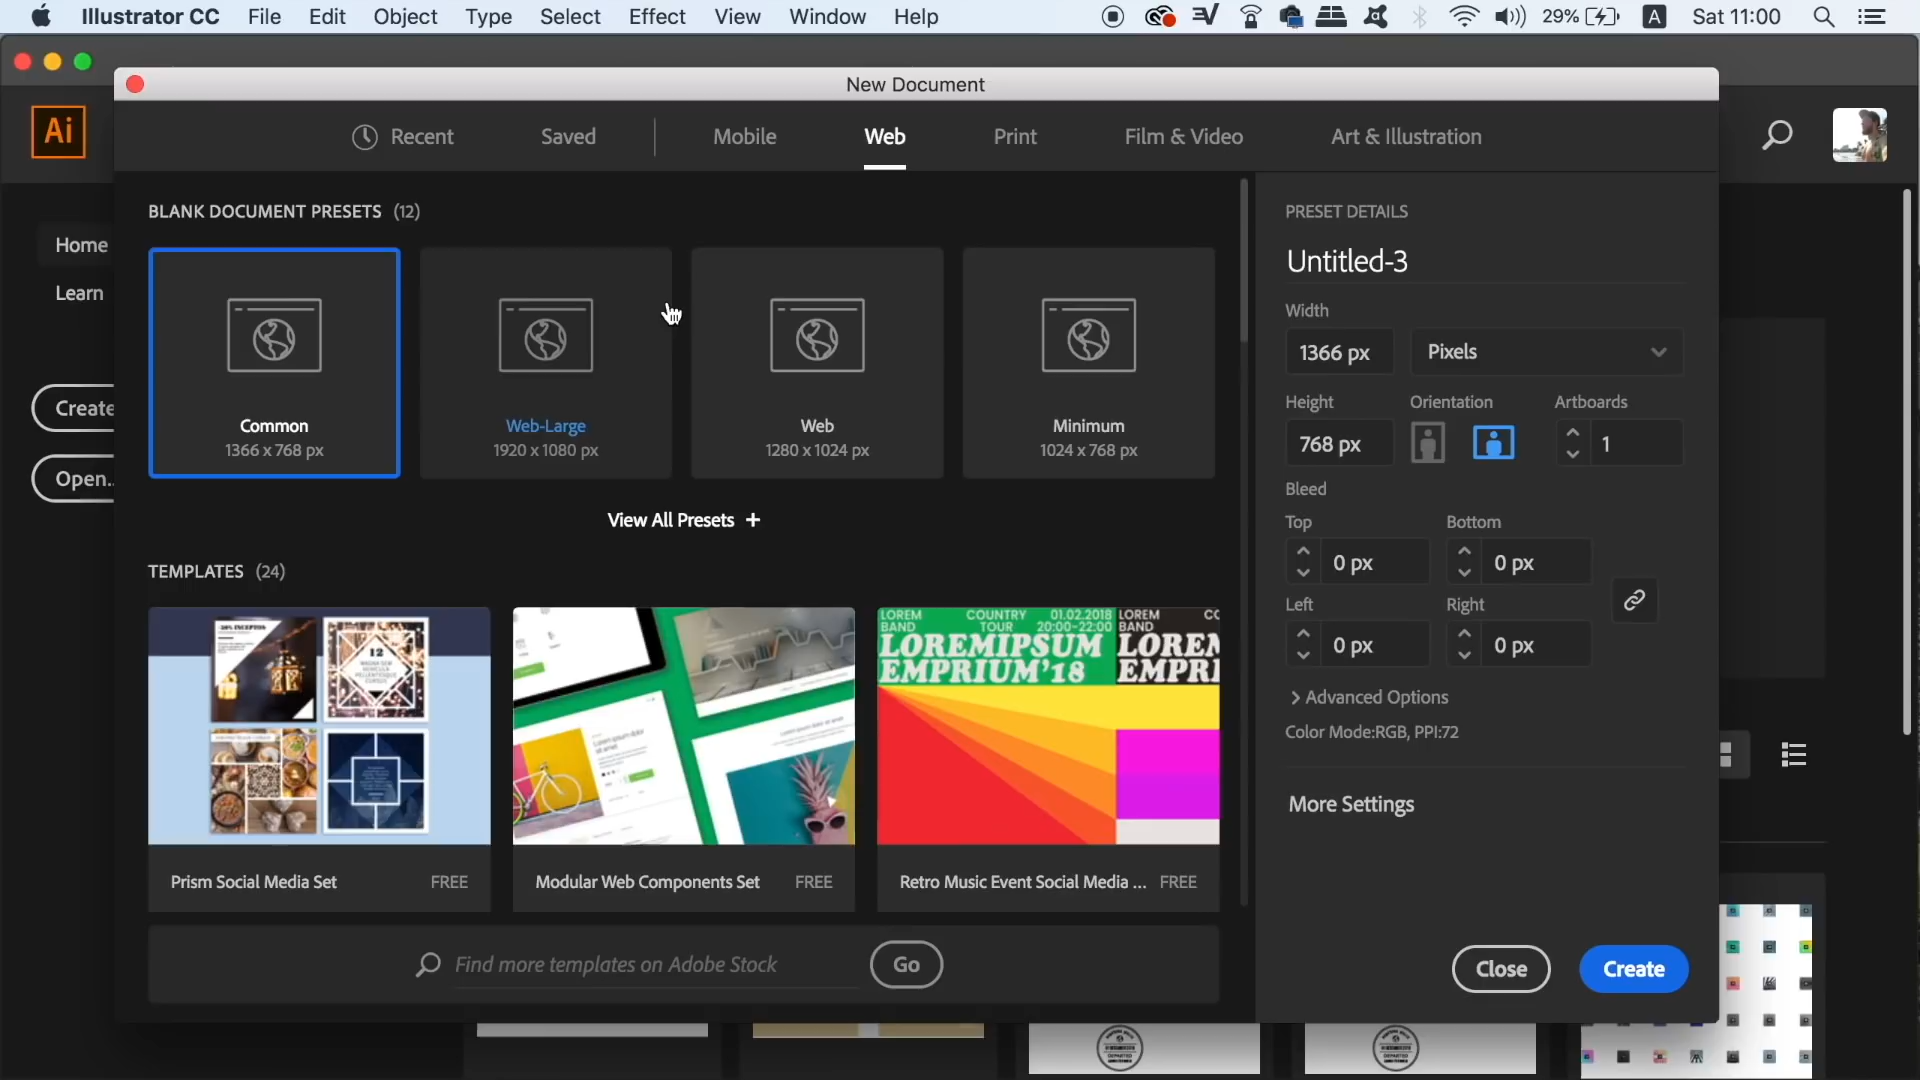 Illustrator CC File Edit Object Type Select Effect View Window Help 29% A Sat 11:00
New Document
Ai
Recent Saved Mobile Web Print Film & Video Art & Illustration
Home
Learn
Create
Open..
BLANK DOCUMENT PRESETS (12)
Common
1366 x 768 px
Web-Large
1920 x 1080 px
Web
1280 x 1024 px
Minimum
1024 x 768 px
View All Presets +
TEMPLATES (24)
LOREM BAND
COUNTRY TOUR
01.02.2018
20:00-22:00
LOREMIPSUM
EMPRIUM'18
LOREM BAND
LOREN
EMPRI
Prism Social Media Set FREE
Modular Web Components Set FREE
Retro Music Event Social Media ... FREE
Find more templates on Adobe Stock
Go
PRESET DETAILS
Untitled-3
Width
1366 px Pixels
Height Orientation Artboards
768 px 1
Bleed
Top Bottom
0 px 0 px
Left Right
0 px 0 px
Advanced Options
Color Mode:RGB, PPI:72
More Settings
Close Create